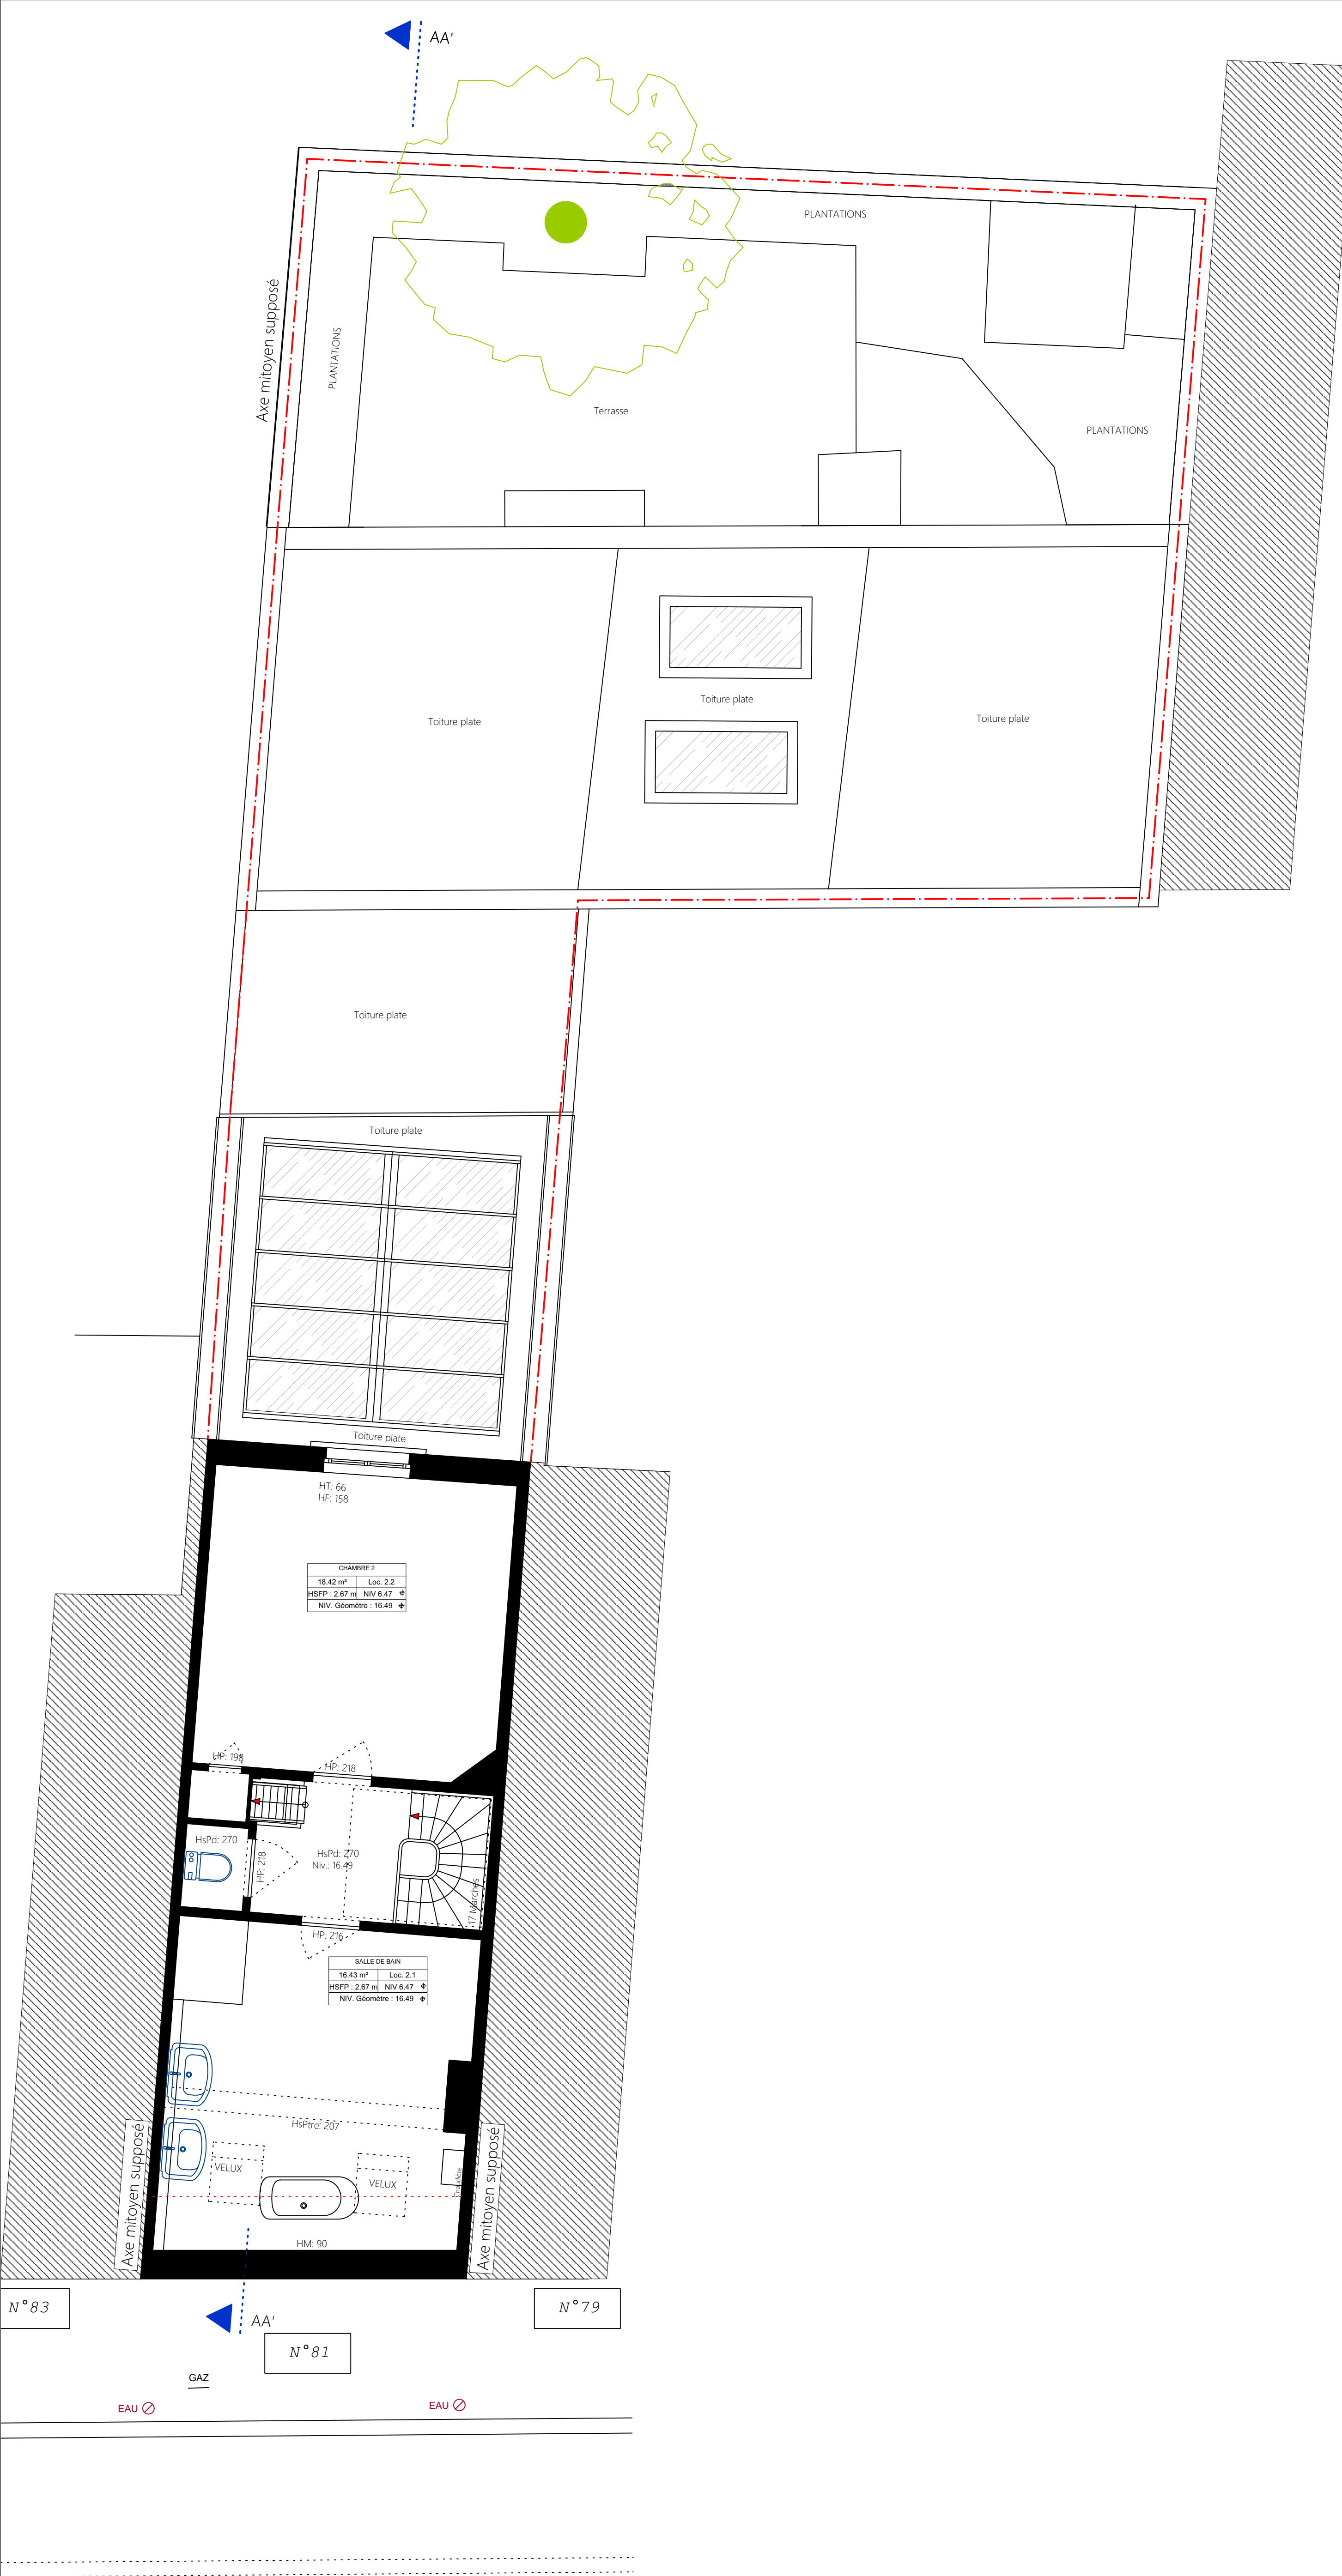 AA'
PLANTATIONS
Axe mitoyen supposé
PLANTATIONS
Terrasse
PLANTATIONS
Toiture plate
Toiture plate
Toiture plate
Toiture plate
Toiture plate
Toiture plate
HT: 66
HF: 158
CHAMBRE 2
18.42 m² Loc. 2.2
HSFP : 2.67 m NIV 6.47
NIV. Géomètre : 16.49
HP: 198
HP: 218
HsPd: 270
HP: 218
HsPd: 270
Niv.: 16.49
17 Marches
HP: 216
SALLE DE BAIN
16.43 m² Loc. 2.1
HSFP : 2.67 m NIV 6.47
NIV. Géomètre : 16.49
HsPtre: 207
VELUX
VELUX
Chaudière
Axe mitoyen supposé
Axe mitoyen supposé
HM: 90
N°83
N°79
AA'
N°81
GAZ
EAU
EAU